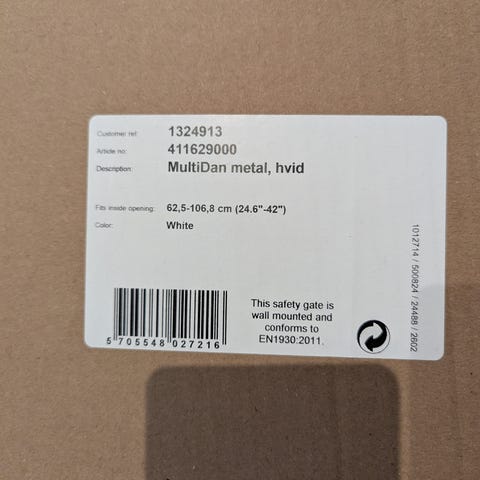 Customer ref: 1324913
Article no: 411629000
Description: MultiDan metal, hvid
Fits inside opening: 62,5-106,8 cm (24.6"-42")
Color: White
1012714 / 500824 / 24488 / 2602
This safety gate is
wall mounted and
conforms to
EN1930:2011.
5 705548 027216